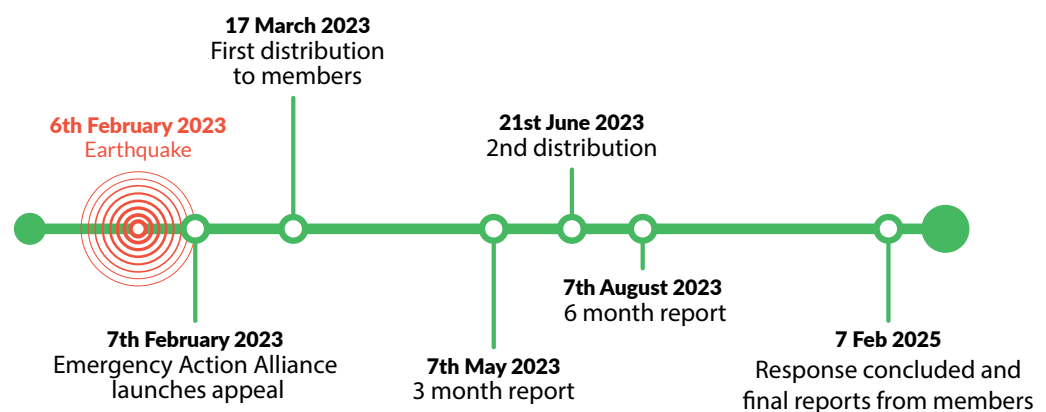 17 March 2023
First distribution
to members
6th February 2023
Earthquake
21st June 2023
2nd distribution
7th August 2023
6 month report
7th February 2023
Emergency Action Alliance
launches appeal
7th May 2023
3 month report
7 Feb 2025
Response concluded and
final reports from members